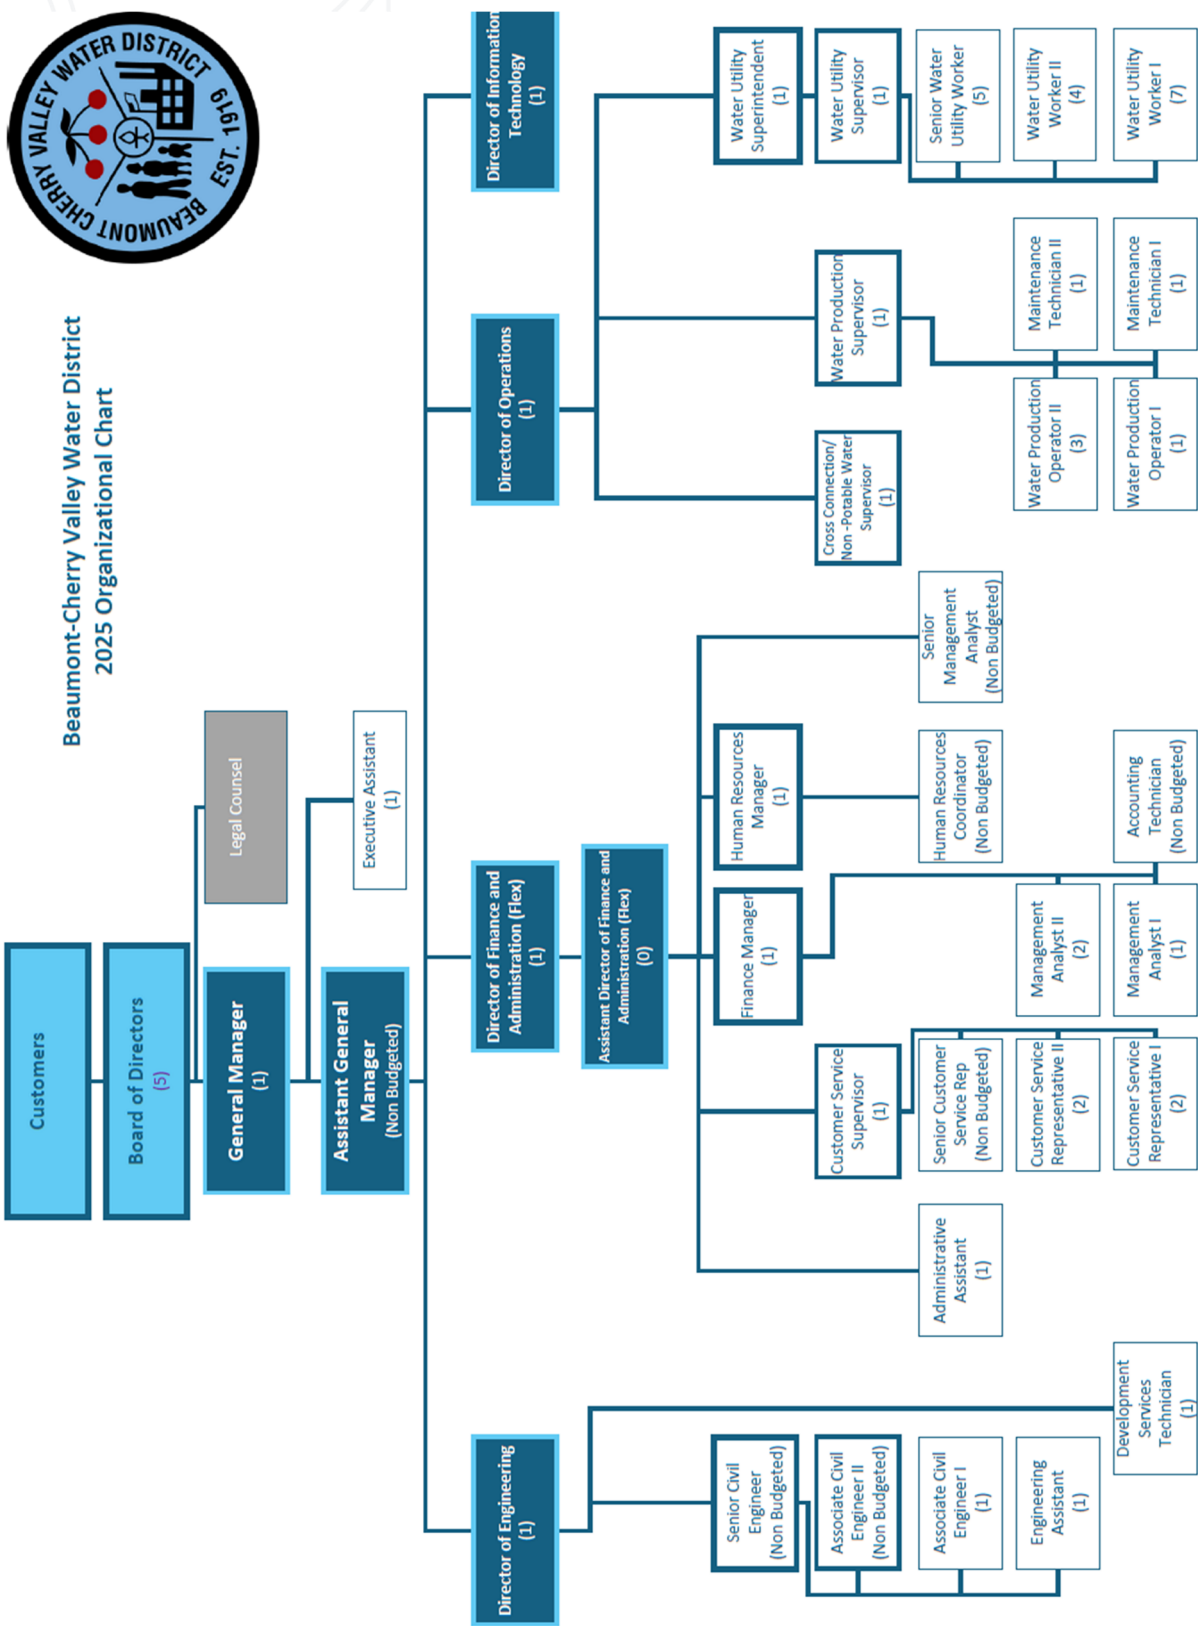 BEAUMONT CHERRY VALLEY WATER DISTRICT
EST. 1919
Beaumont-Cherry Valley Water District
2025 Organizational Chart
Customers
Board of Directors
(5)
Legal Counsel
General Manager
(1)
Executive Assistant
(1)
Assistant General
Manager
(Non Budgeted)
Director of Engineering
(1)
Director of Finance and
Administration (Flex)
(1)
Director of Operations
(1)
Director of Information
Technology
(1)
Assistant Director of Finance and
Administration (Flex)
(0)
Senior Civil
Engineer
(Non Budgeted)
Associate Civil
Engineer II
(Non Budgeted)
Associate Civil
Engineer I
(1)
Engineering
Assistant
(1)
Development
Services
Technician
(1)
Administrative
Assistant
(1)
Customer Service
Supervisor
(1)
Senior Customer
Service Rep
(Non Budgeted)
Customer Service
Representative II
(2)
Customer Service
Representative I
(2)
Finance Manager
(1)
Management
Analyst II
(2)
Management
Analyst I
(1)
Accounting
Technician
(Non Budgeted)
Human Resources
Manager
(1)
Human Resources
Coordinator
(Non Budgeted)
Senior
Management
Analyst
(Non Budgeted)
Cross Connection/
Non -Potable Water
Supervisor
(1)
Water Production
Supervisor
(1)
Water Production
Operator II
(3)
Maintenance
Technician II
(1)
Water Production
Operator I
(1)
Maintenance
Technician I
(1)
Water Utility
Superintendent
(1)
Water Utility
Supervisor
(1)
Senior Water
Utility Worker
(5)
Water Utility
Worker II
(4)
Water Utility
Worker I
(7)